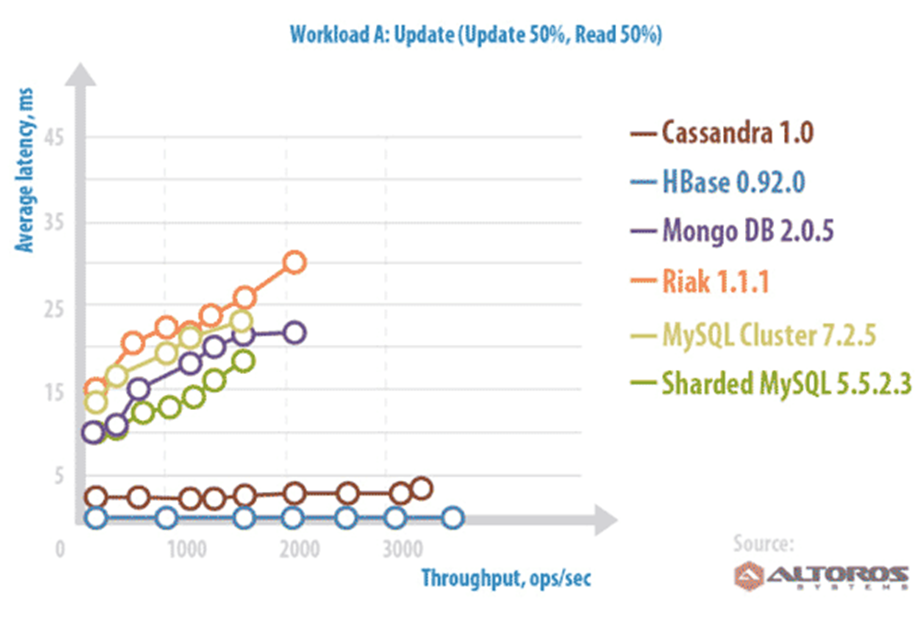 Workload A: Update (Update 50%, Read 50%)
Average latency, ms
45
35
25
15
5
0
1000
2000
3000
Throughput, ops/sec
Cassandra 1.0
HBase 0.92.0
Mongo DB 2.0.5
Riak 1.1.1
MySQL Cluster 7.2.5
Sharded MySQL 5.5.2.3
Source:
ALTOROS
SYSTEMS